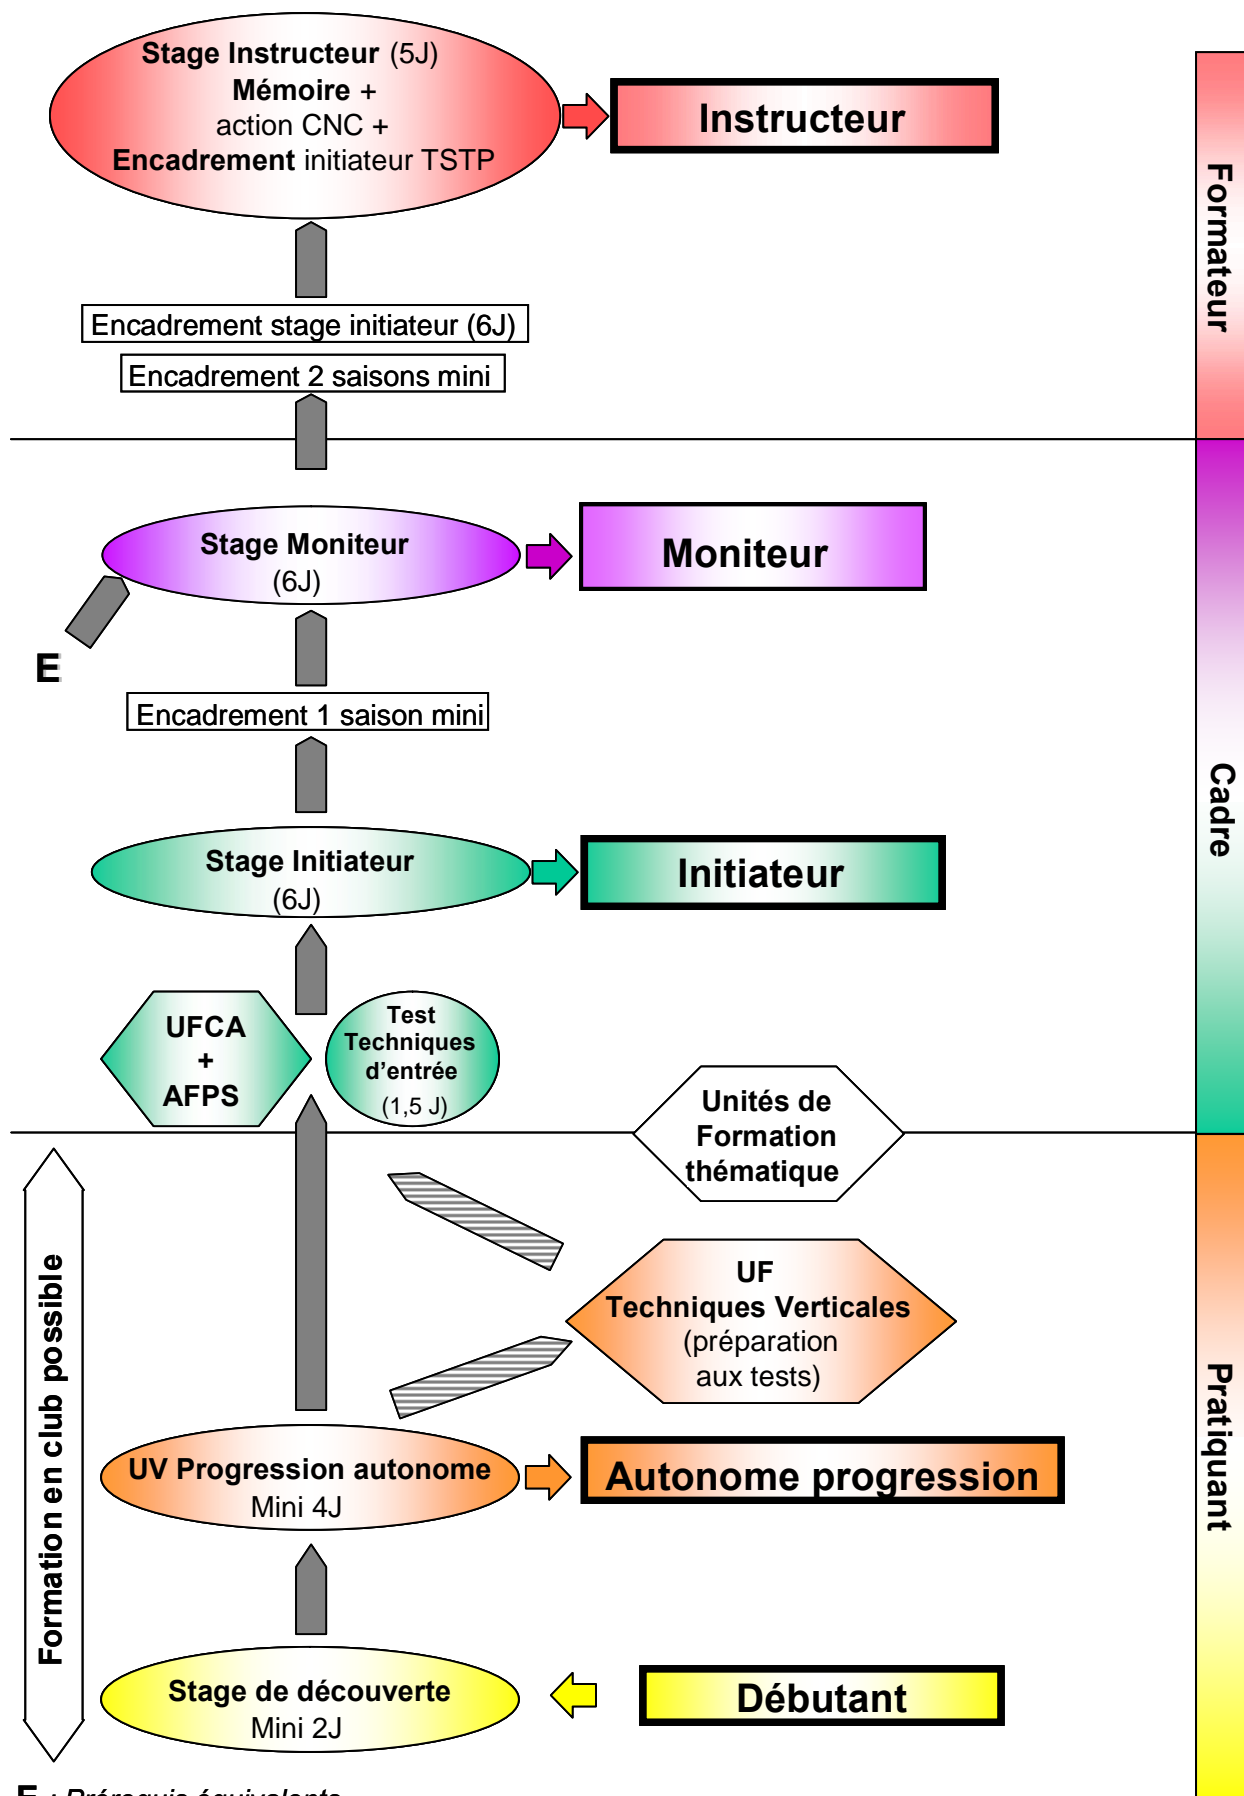 Stage Instructeur (5J)
Mémoire +
action CNC +
Encadrement initiateur TSTP
Instructeur
Formateur
Encadrement stage initiateur (6J)
Encadrement 2 saisons mini
Stage Moniteur
(6J)
Moniteur
E
Encadrement 1 saison mini
Cadre
Stage Initiateur
(6J)
Initiateur
UFCA
+
AFPS
Test
Techniques
d'entrée
(1,5 J)
Unités de
Formation
thématique
Formation en club possible
UF
Techniques Verticales
(préparation
aux tests)
Pratiquant
UV Progression autonome
Mini 4J
Autonome progression
Stage de découverte
Mini 2J
Débutant
E : Prérequis équivalents